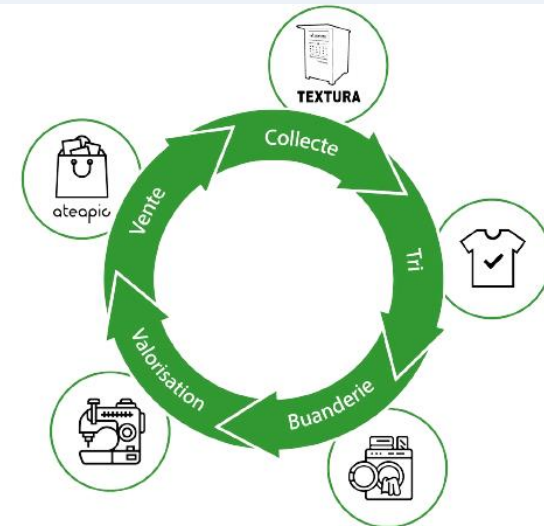 TEXTURA
Collecte
Tri
Buanderie
Valorisation
Vente
ateapic